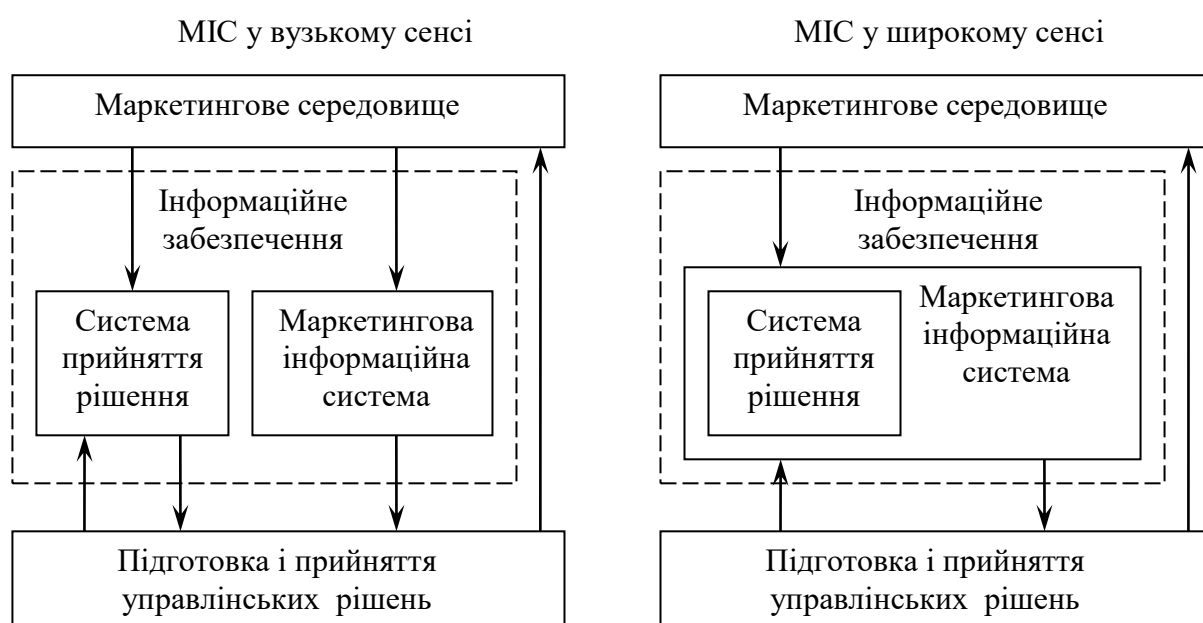 МІС у вузькому сенсі
Маркетингове середовище
Інформаційне
забезпечення
Система
прийняття
рішення
Маркетингова
інформаційна
система
Підготовка і прийняття
управлінських рішень
МІС у широкому сенсі
Маркетингове середовище
Інформаційне
забезпечення
Система
прийняття
рішення
Маркетингова
інформаційна
система
Підготовка і прийняття
управлінських рішень